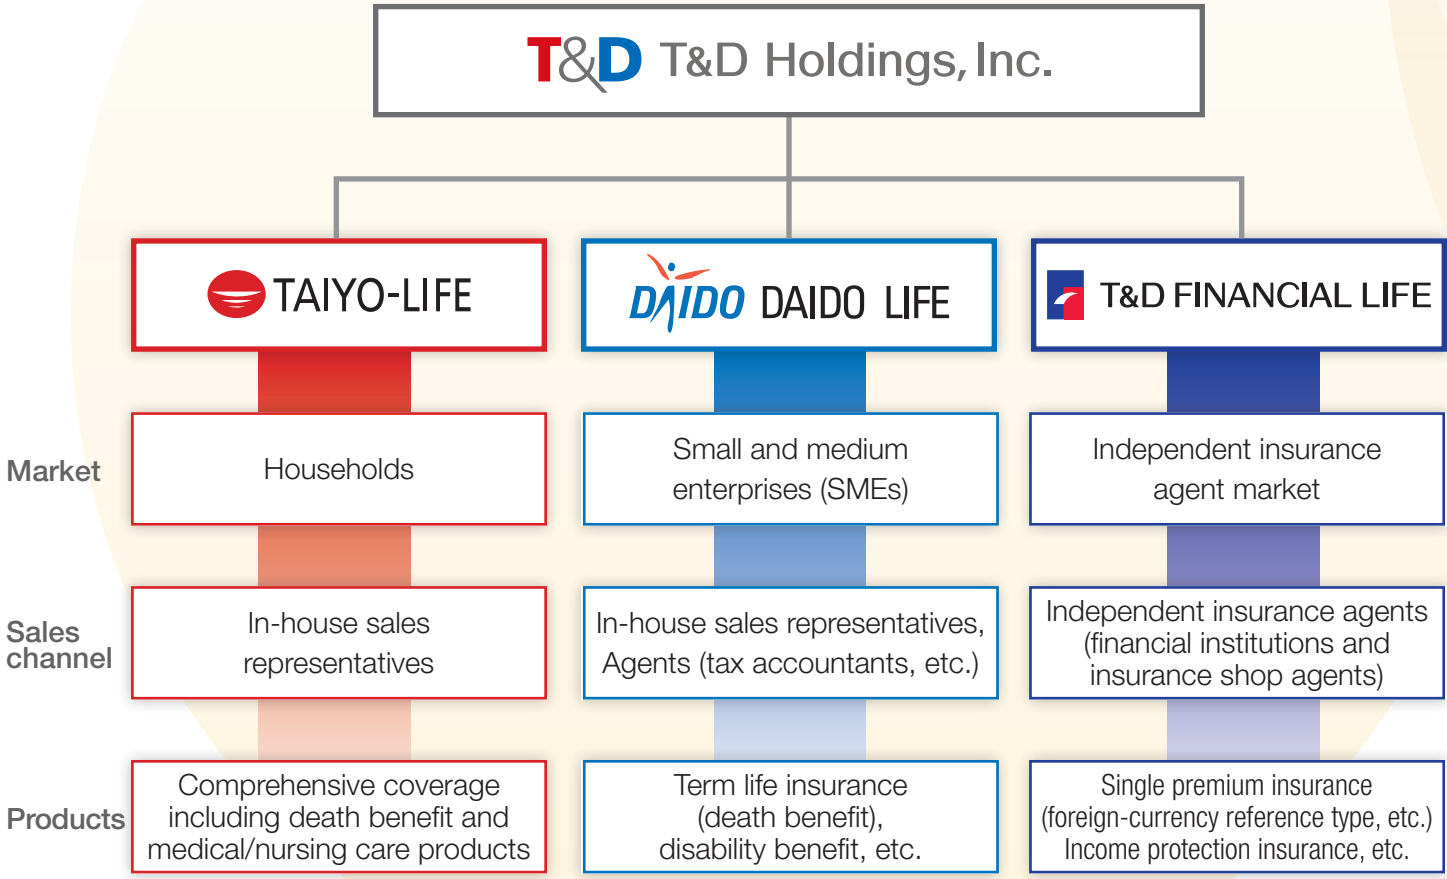 T&D T&D Holdings, Inc.
TAIYO-LIFE
DAIDO DAIDO LIFE
T&D FINANCIAL LIFE
Market
Households
Small and medium
enterprises (SMEs)
Independent insurance
agent market
Sales
channel
In-house sales
representatives
In-house sales representatives,
Agents (tax accountants, etc.)
Independent insurance agents
(financial institutions and
insurance shop agents)
Products
Comprehensive coverage
including death benefit and
medical/nursing care products
Term life insurance
(death benefit),
disability benefit, etc.
Single premium insurance
(foreign-currency reference type, etc.)
Income protection insurance, etc.